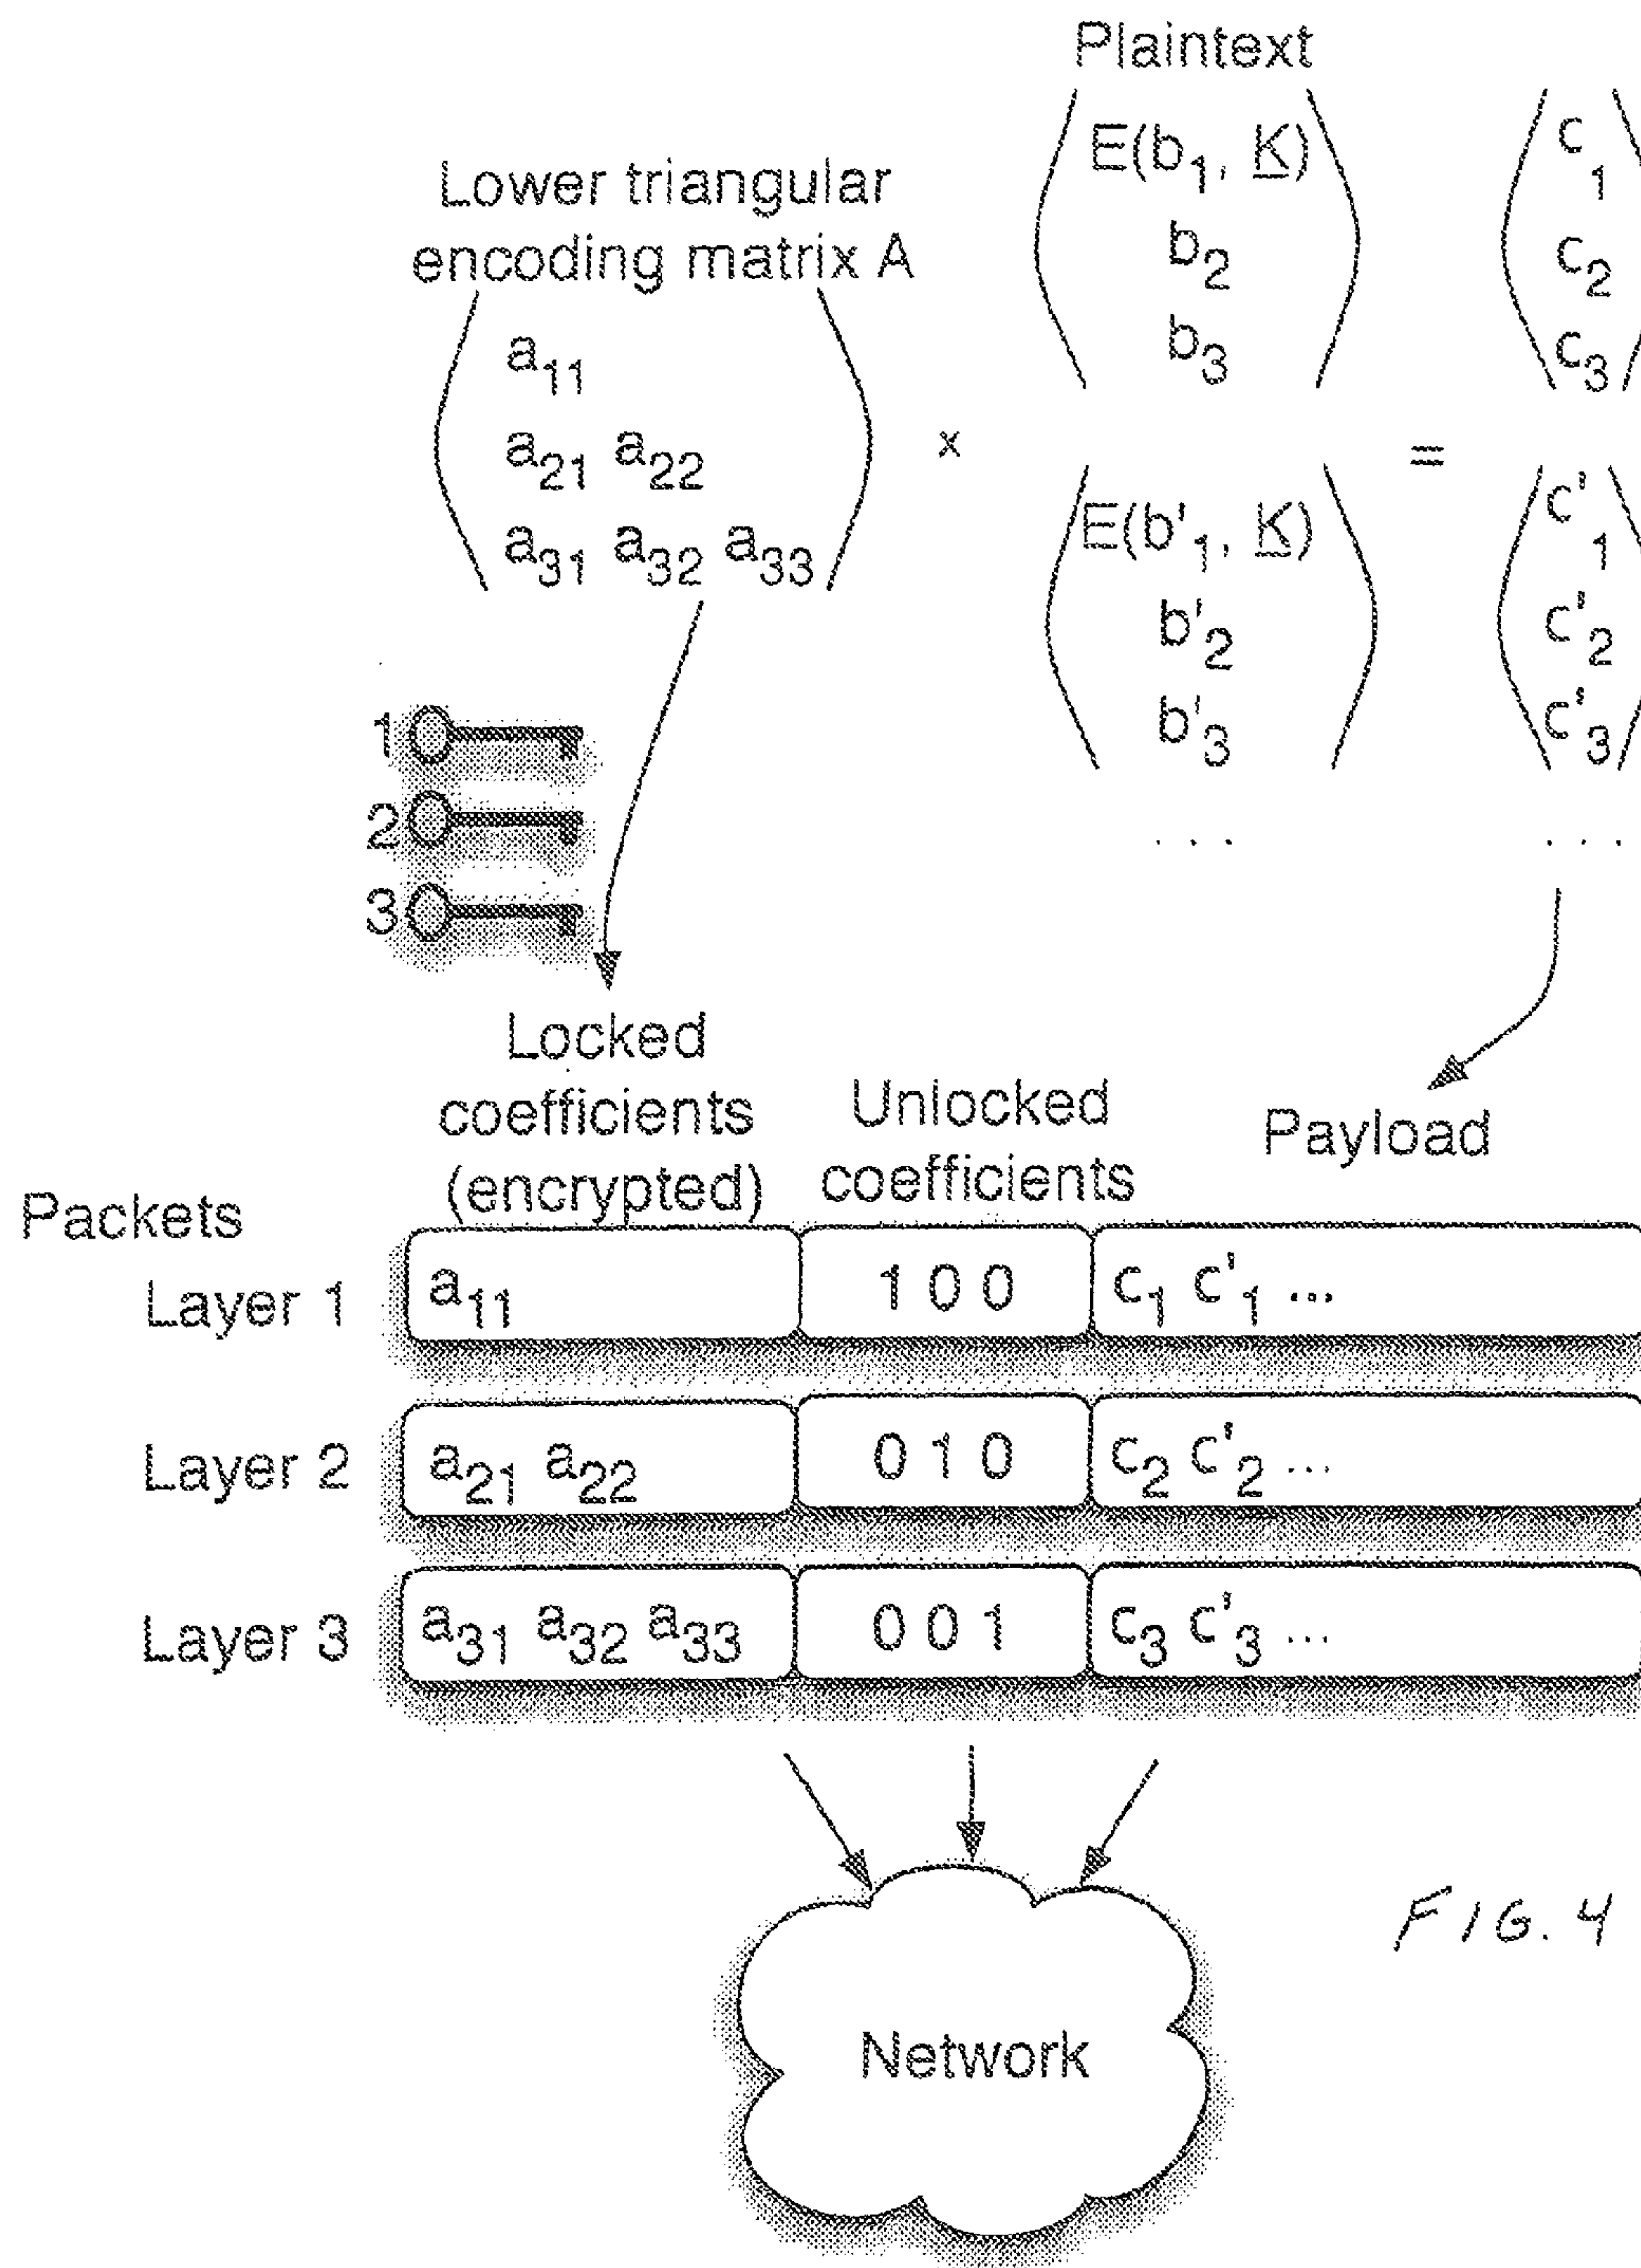 Plaintext
Lower triangular
encoding matrix A
a11
a21 a22
a31 a32 a33
×
E(b1, K)
b2
b3
E(b'1, K)
b'2
b'3
. . .
=
c1
c2
c3
c'1
c'2
c'3
. . .
1
2
3
Locked
coefficients
(encrypted)
Unlocked
coefficients
Payload
Packets
Layer 1 a11 1 0 0 c1 c'1 ...
Layer 2 a21 a22 0 1 0 c2 c'2 ...
Layer 3 a31 a32 a33 0 0 1 c3 c'3 ...
Network
FIG. 4